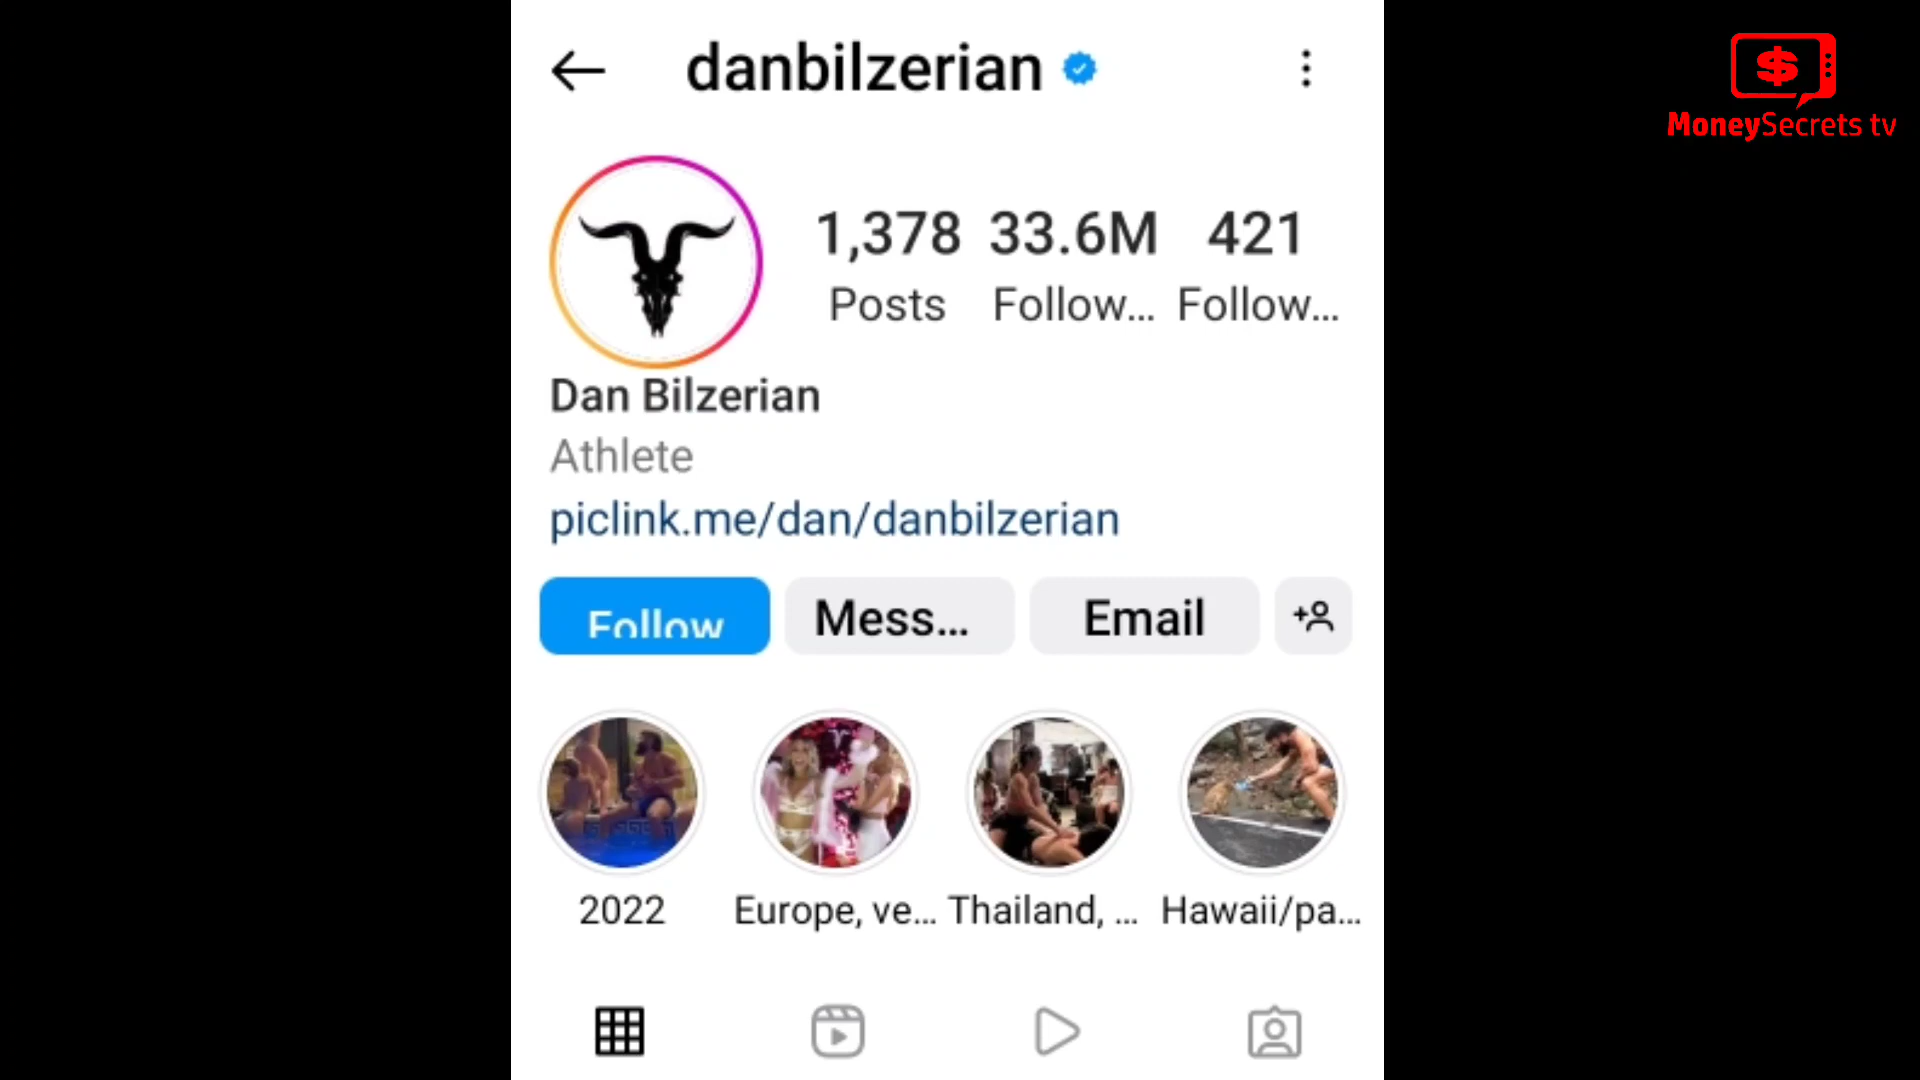 danbilzerian
MoneySecrets tv
1,378 33.6M 421
Posts Follow... Follow...
Dan Bilzerian
Athlete
piclink.me/dan/danbilzerian
Follow Mess... Email
2022 Europe, ve... Thailand, ... Hawaii/pa...